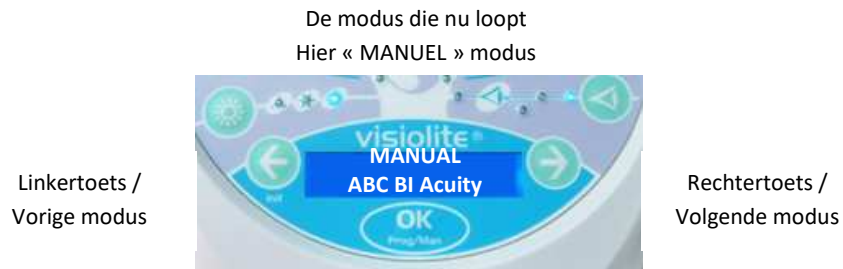 De modus die nu loopt
Hier « MANUEL » modus
visiolite®
MANUAL
ABC BI Acuity
Init
OK
Prog/Man
Linkertoets /
Vorige modus
Rechtertoets /
Volgende modus